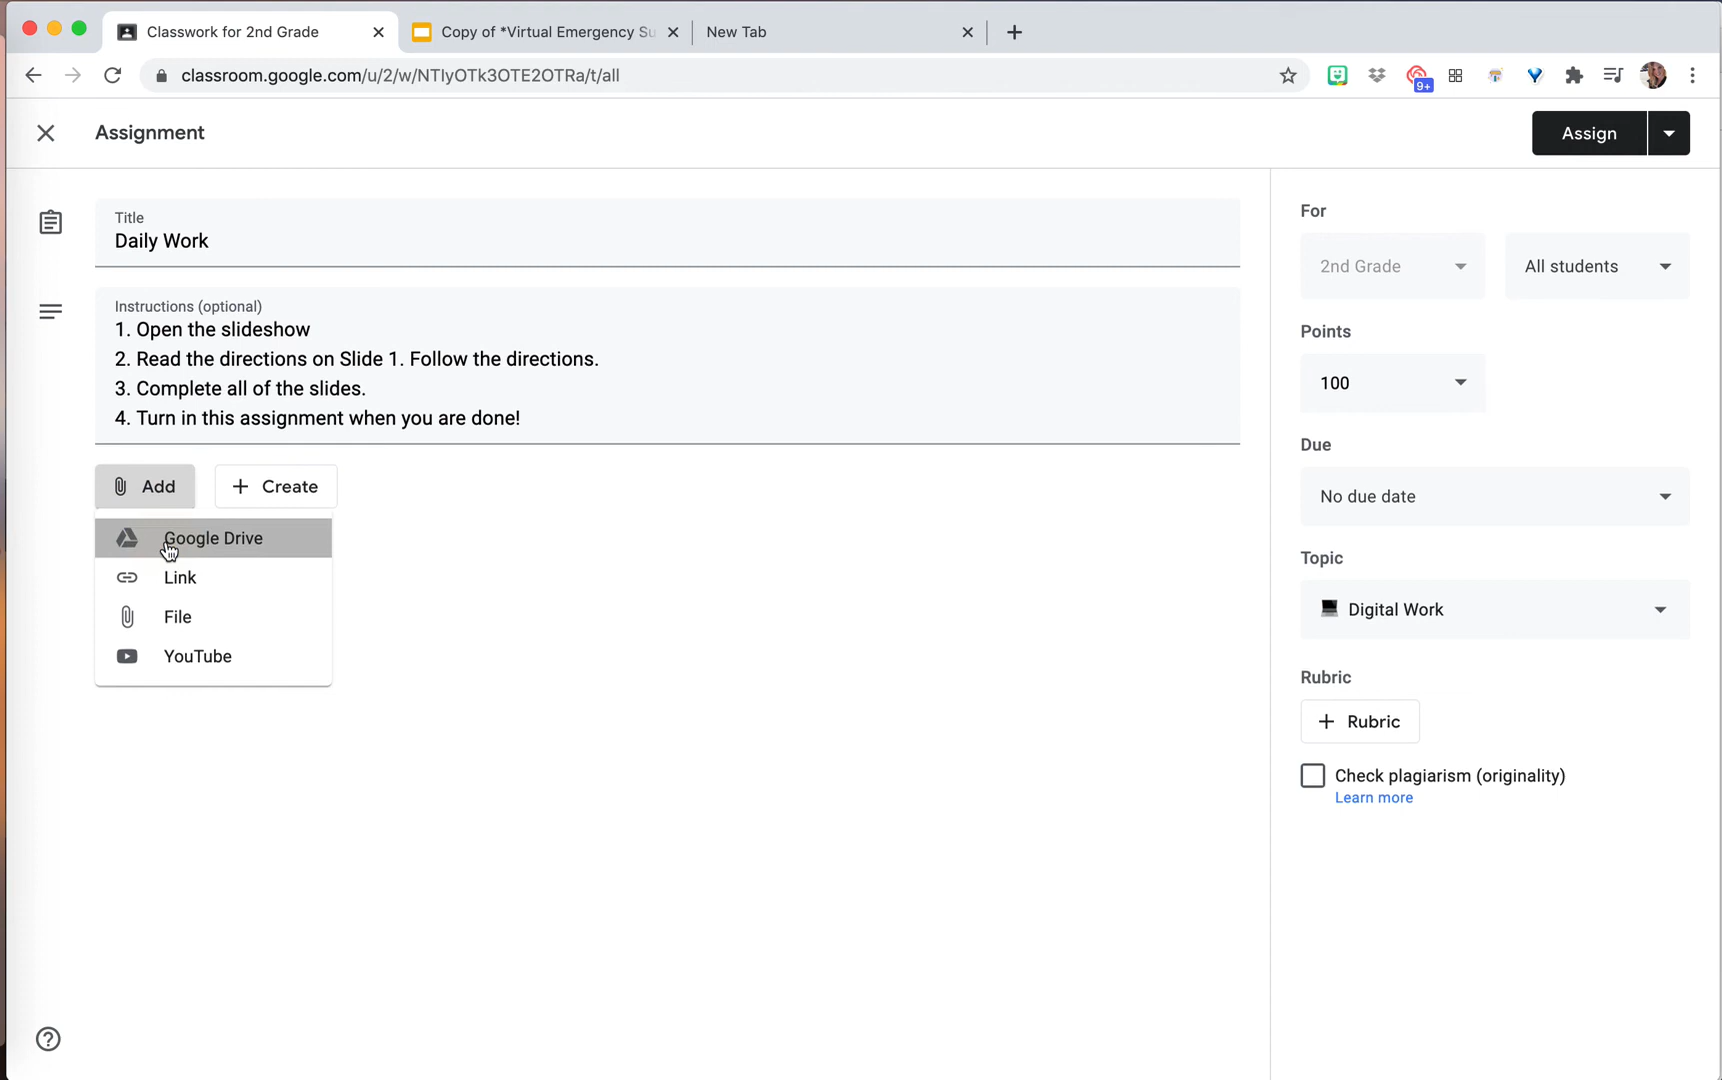 Classwork for 2nd Grade
Copy of *Virtual Emergency Su
New Tab
classroom.google.com/u/2/w/NTIyOTk3OTE2OTRa/t/all
9+
Assignment
Assign
Title
Daily Work
Instructions (optional)
1. Open the slideshow
2. Read the directions on Slide 1. Follow the directions.
3. Complete all of the slides.
4. Turn in this assignment when you are done!
Add
Create
Google Drive
Link
File
YouTube
For
2nd Grade
All students
Points
100
Due
No due date
Topic
Digital Work
Rubric
Rubric
Check plagiarism (originality)
Learn more